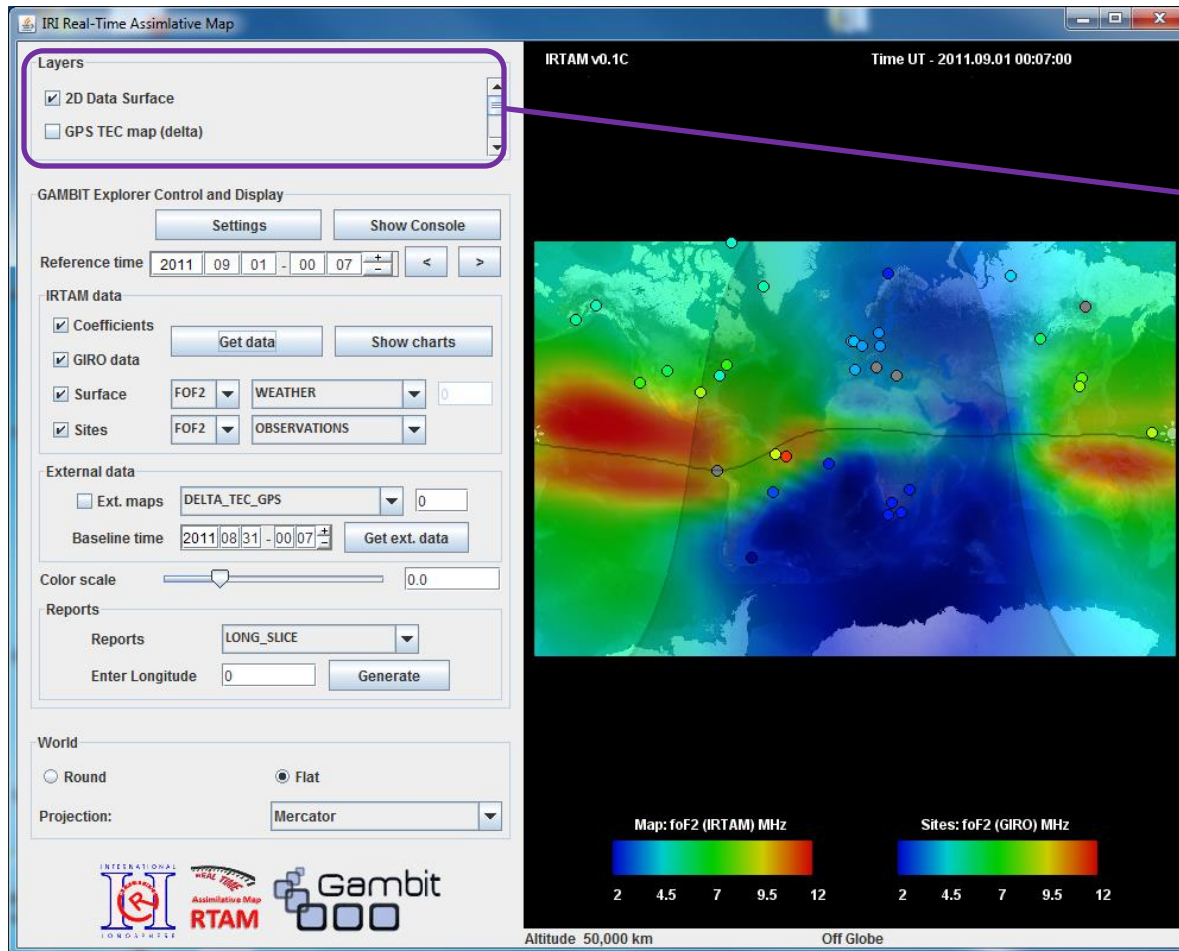 IRI Real-Time Assimlative Map
Layers
2D Data Surface
GPS TEC map (delta)
GAMBIT Explorer Control and Display
Settings Show Console
Reference time 2011 09 01 - 00 07 + - < >
IRTAM data
Coefficients
Get data Show charts
GIRO data
Surface FOF2 WEATHER 0
Sites FOF2 OBSERVATIONS
External data
Ext. maps DELTA_TEC_GPS 0
Baseline time 2011 08 31 - 00 07 + - Get ext. data
Color scale 0.0
Reports
Reports LONG_SLICE
Enter Longitude 0 Generate
World
Round Flat
Projection: Mercator
INTERNATIONAL
R
IONOSPHERE
REAL TIME
Assimilative Map
RTAM
Gambit
IRTAM v0.1C Time UT - 2011.09.01 00:07:00
Map: foF2 (IRTAM) MHz Sites: foF2 (GIRO) MHz
2 4.5 7 9.5 12 2 4.5 7 9.5 12
Altitude 50,000 km Off Globe